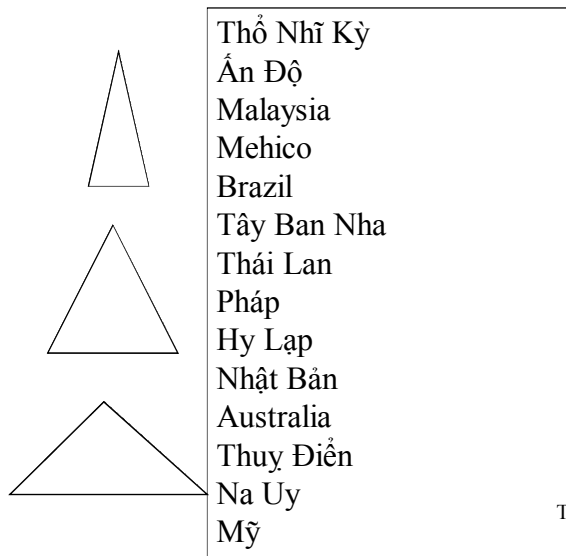 Thổ Nhĩ Kỳ
Ấn Độ
Malaysia
Mehico
Brazil
Tây Ban Nha
Thái Lan
Pháp
Hy Lạp
Nhật Bản
Australia
Thuỵ Điển
Na Uy
Mỹ
T